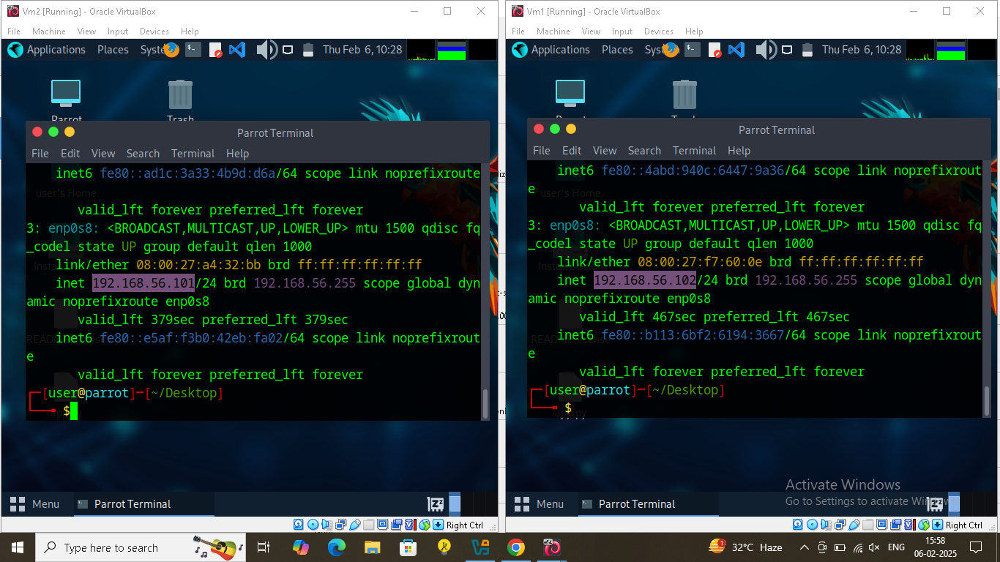 Vm2 [Running] - Oracle VirtualBox
File Machine View Input Devices Help
Applications Places Syste Thu Feb 6, 10:28
Parrot Trash
Parrot Terminal
File Edit View Search Terminal Help
inet6 fe80::ad1c:3a33:4b9d:d6a/64 scope link noprefixroute
user's Home
valid_lft forever preferred_lft forever
3: enp0s8: <BROADCAST,MULTICAST,UP,LOWER_UP> mtu 1500 qdisc fq
_codel state UP group default qlen 1000
link/ether 08:00:27:a4:32:bb brd ff:ff:ff:ff:ff:ff
inet 192.168.56.101/24 brd 192.168.56.255 scope global dyn
amic noprefixroute enp0s8
valid_lft 379sec preferred_lft 379sec
inet6 fe80::e5af:f3b0:42eb:fa02/64 scope link noprefixrout
e
valid_lft forever preferred_lft forever
[user@parrot]-[~/Desktop]
$
Menu Parrot Terminal
Right Ctrl
Vm1 [Running] - Oracle VirtualBox
File Machine View Input Devices Help
Applications Places Sys Thu Feb 6, 10:28
Parrot Terminal
File Edit View Search Terminal Help
inet6 fe80::4abd:940c:6447:9a36/64 scope link noprefixrout
e
user's Home
valid_lft forever preferred_lft forever
3: enp0s8: <BROADCAST,MULTICAST,UP,LOWER_UP> mtu 1500 qdisc fq
_codel state UP group default qlen 1000
link/ether 08:00:27:f7:60:0e brd ff:ff:ff:ff:ff:ff
inet 192.168.56.102/24 brd 192.168.56.255 scope global dyn
amic noprefixroute enp0s8
valid_lft 467sec preferred_lft 467sec
inet6 fe80::b113:6bf2:6194:3667/64 scope link noprefixrout
e
valid_lft forever preferred_lft forever
[user@parrot]-[~/Desktop]
$
Activate Windows
Go to Settings to activate Windows
Menu Parrot Terminal
Right Ctrl
Type here to search
32°C Haze
ENG
15:58
06-02-2025